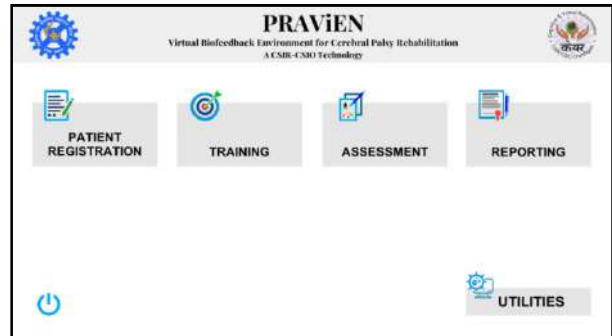 PRAViEN
Virtual Biofeedback Environment for Cerebral Palsy Rehabilitation
A CSIR-CSIO Technology
PATIENT
REGISTRATION
TRAINING
ASSESSMENT
REPORTING
UTILITIES